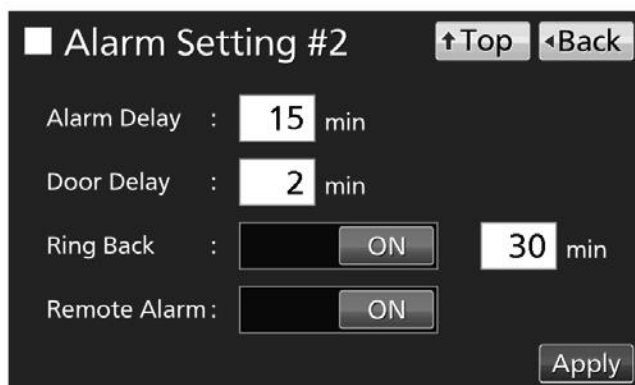 Alarm Setting #2 ↑Top ◂Back
Alarm Delay : 15 min
Door Delay : 2 min
Ring Back : ON 30 min
Remote Alarm : ON
Apply